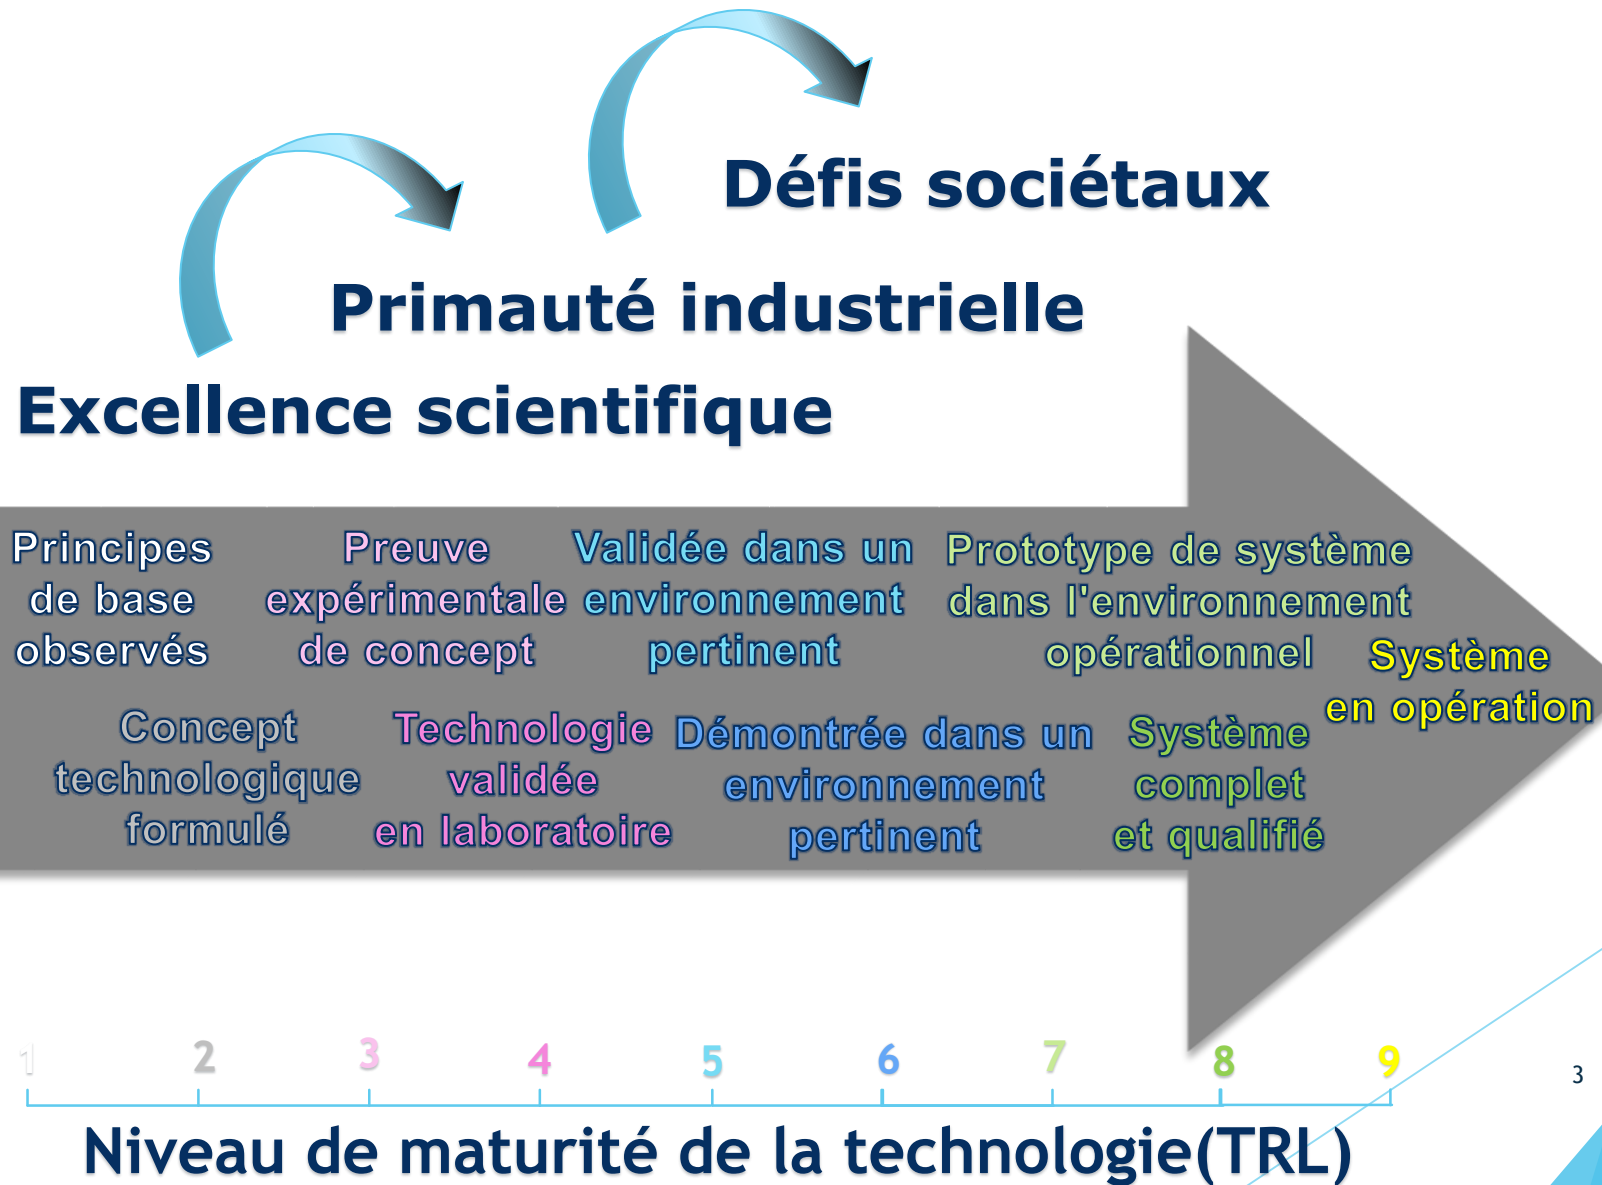 Défis sociétaux
Primauté industrielle
Excellence scientifique
Principes
de base
observés
Preuve
expérimentale
de concept
Validée dans un
environnement
pertinent
Prototype de système
dans l'environnement
opérationnel
Système
en opération
Concept
technologique
formulé
Technologie
validée
en laboratoire
Démontrée dans un
environnement
pertinent
Système
complet
et qualifié
1 2 3 4 5 6 7 8 9
3
Niveau de maturité de la technologie(TRL)